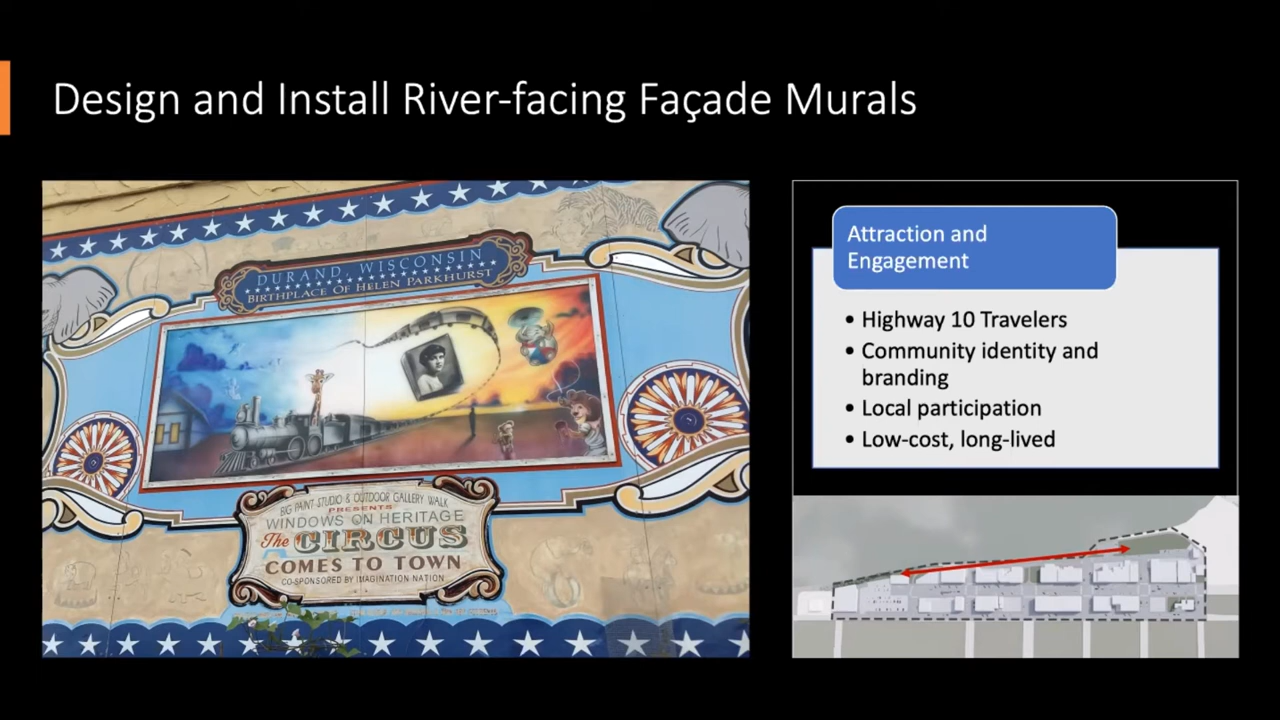 Design and Install River-facing Façade Murals
DURAND, WISCONSIN
BIRTHPLACE OF HELEN PARKHURST
BIG PAINT STUDIO & OUTDOOR GALLERY WALK
PRESENTS
WINDOWS ON HERITAGE
The CIRCUS
COMES TO TOWN
CO-SPONSORED BY IMAGINATION NATION
Attraction and
Engagement
• Highway 10 Travelers
• Community identity and
branding
• Local participation
• Low-cost, long-lived